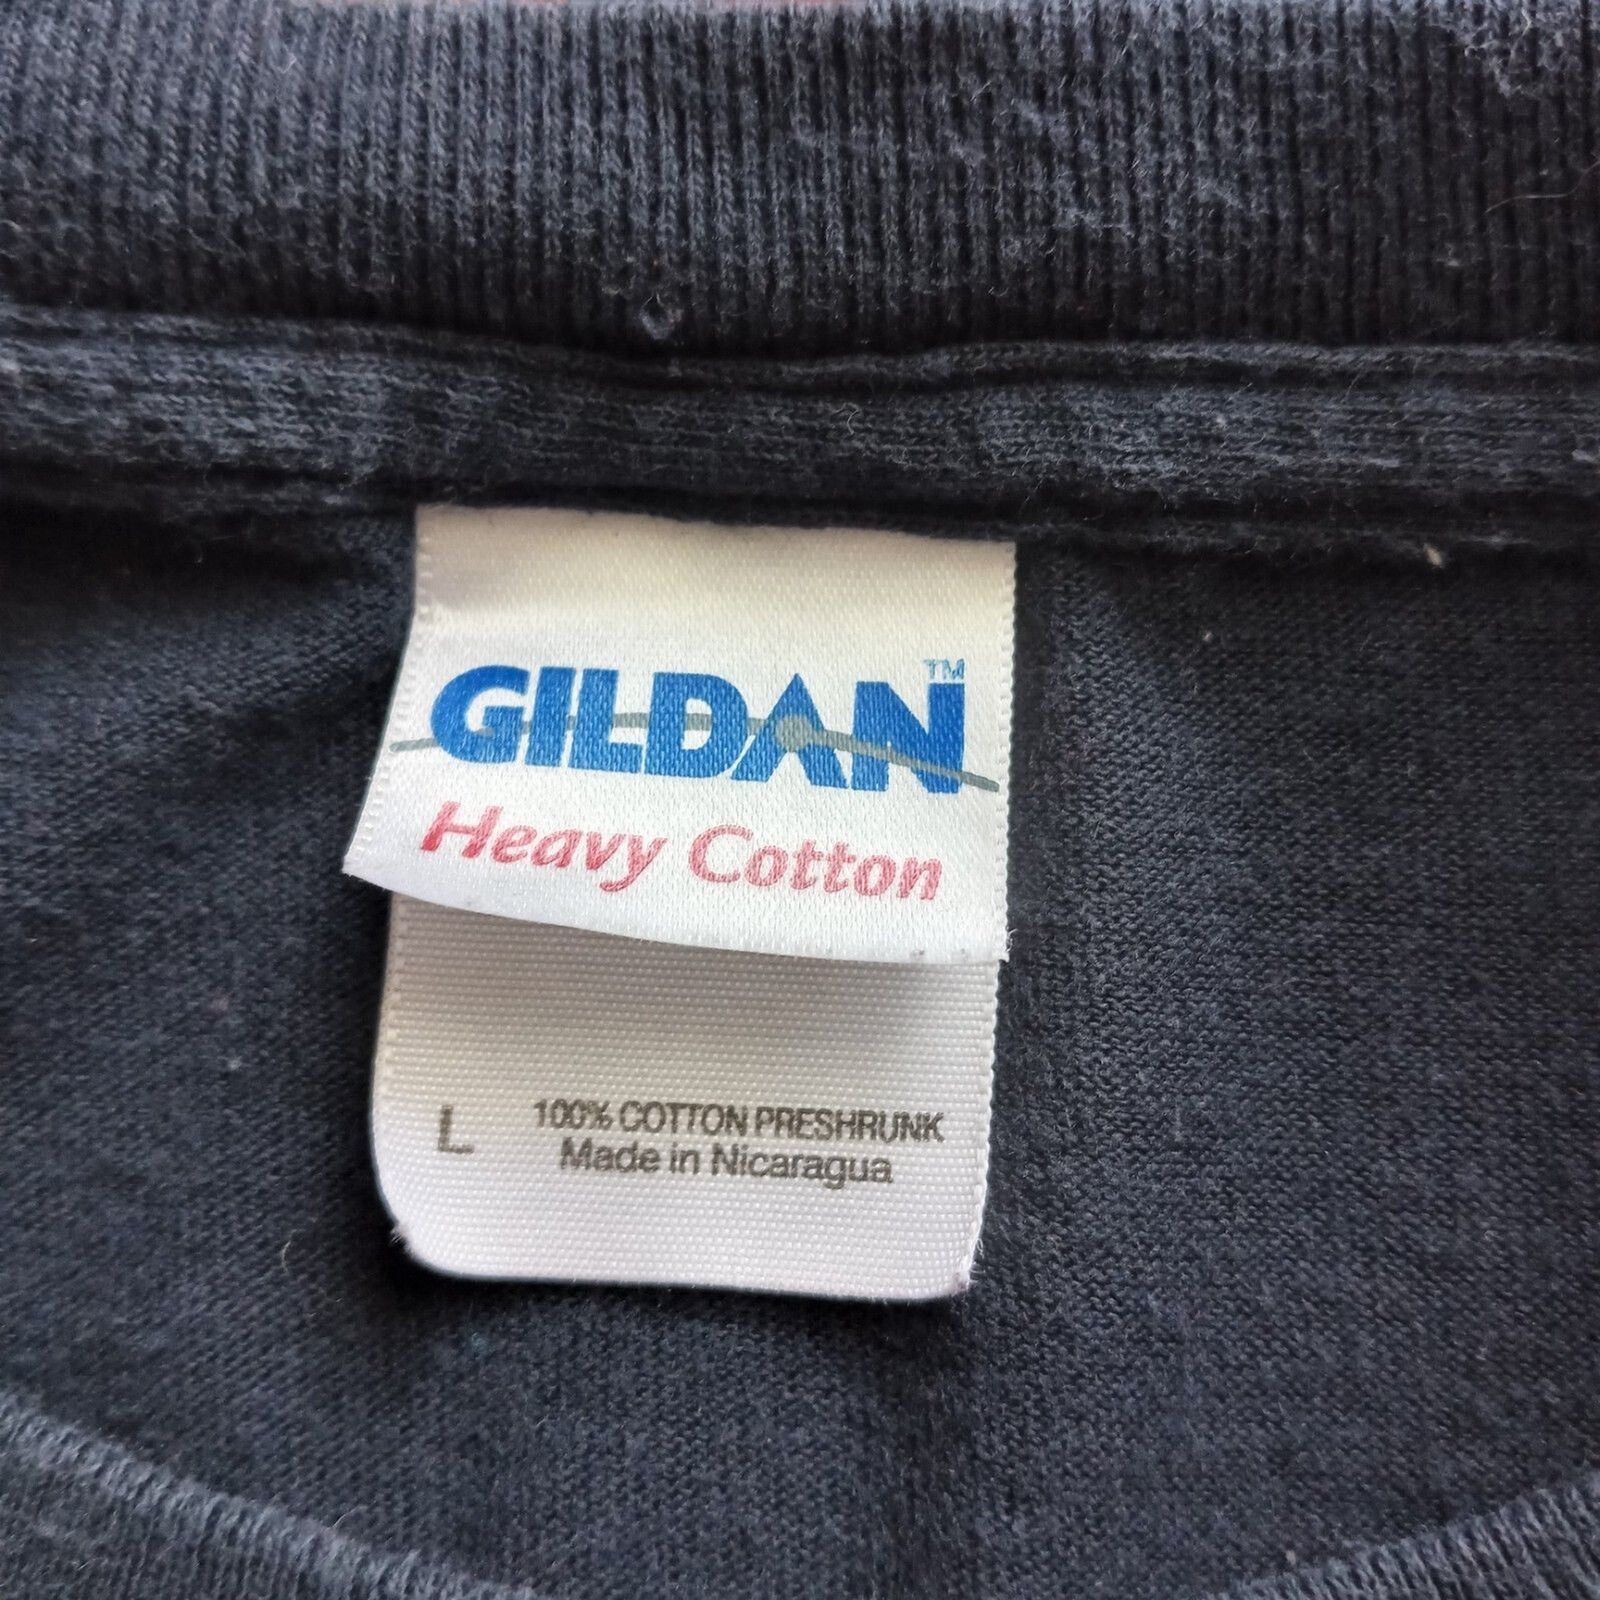 GILDAN™
Heavy Cotton
L 100% COTTON PRESHRUNK
Made in Nicaragua